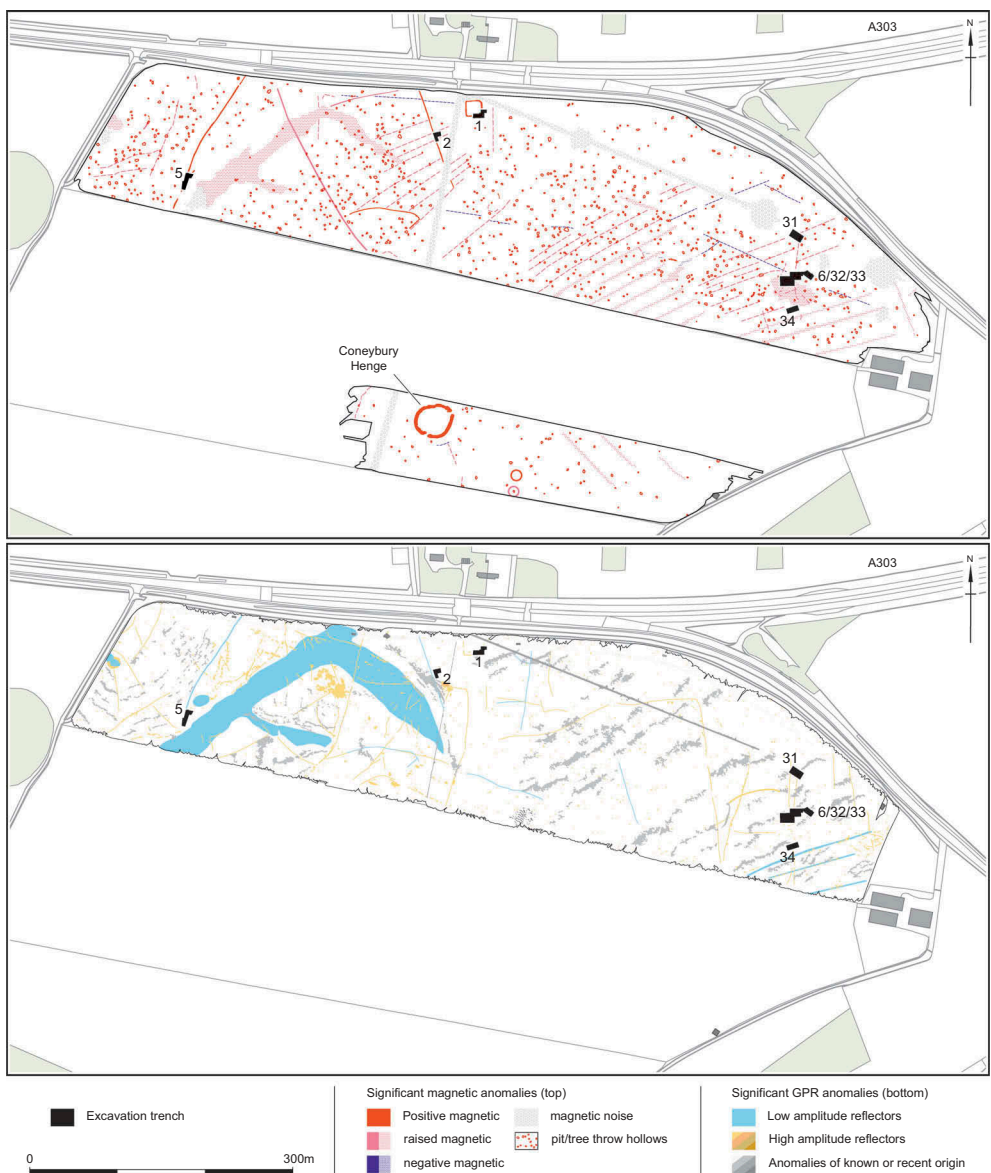 A303
N
1
2
5
31
6/32/33
34
Coneybury
Henge
A303
N
1
2
5
31
6/32/33
34
Excavation trench
0 300m
Significant magnetic anomalies (top)
Positive magnetic
raised magnetic
negative magnetic
magnetic noise
pit/tree throw hollows
Significant GPR anomalies (bottom)
Low amplitude reflectors
High amplitude reflectors
Anomalies of known or recent origin